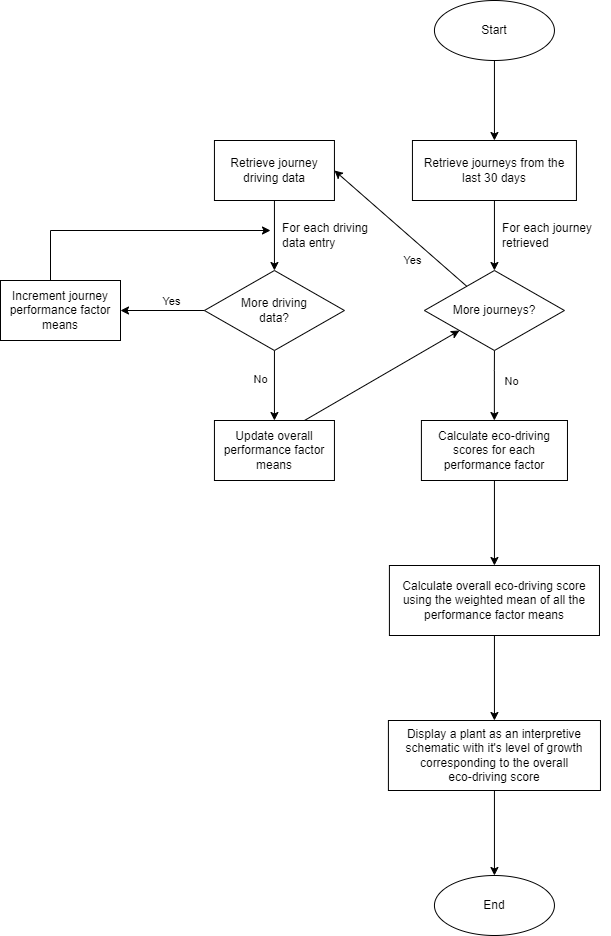 Start
Retrieve journeys from the
last 30 days
For each journey
retrieved
More journeys?
Yes
Retrieve journey
driving data
For each driving
data entry
More driving
data?
Yes
Increment journey
performance factor
means
No
Update overall
performance factor
means
No
Calculate eco-driving
scores for each
performance factor
Calculate overall eco-driving score
using the weighted mean of all the
performance factor means
Display a plant as an interpretive
schematic with it's level of growth
corresponding to the overall
eco-driving score
End